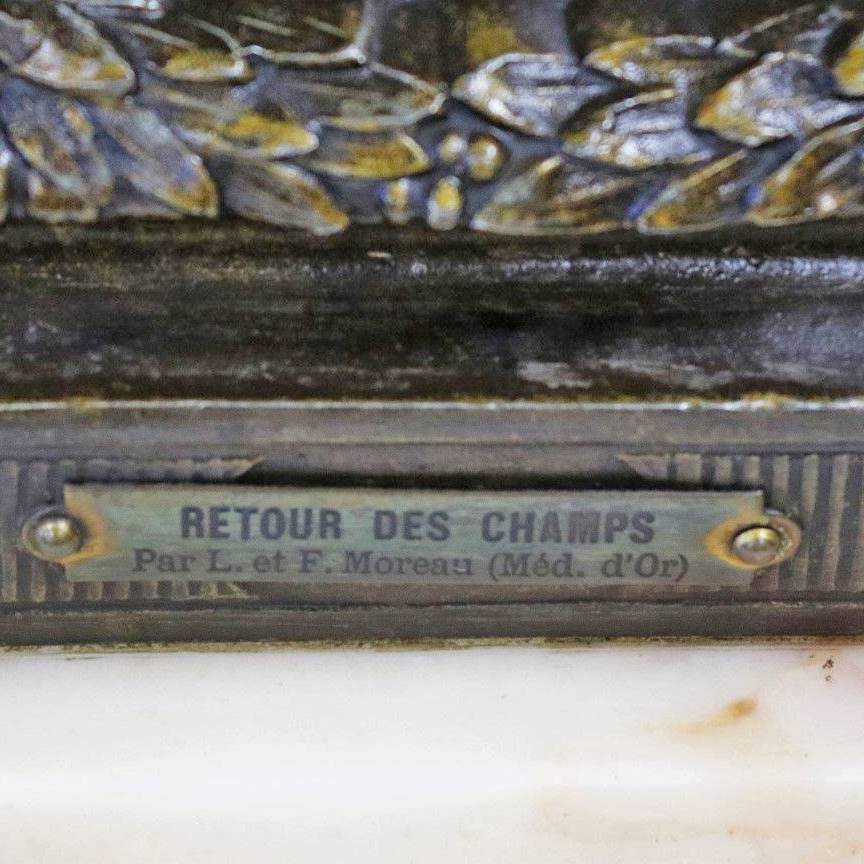 RETOUR DES CHAMPS
Par L. et F. Moreau (Méd. d'Or)